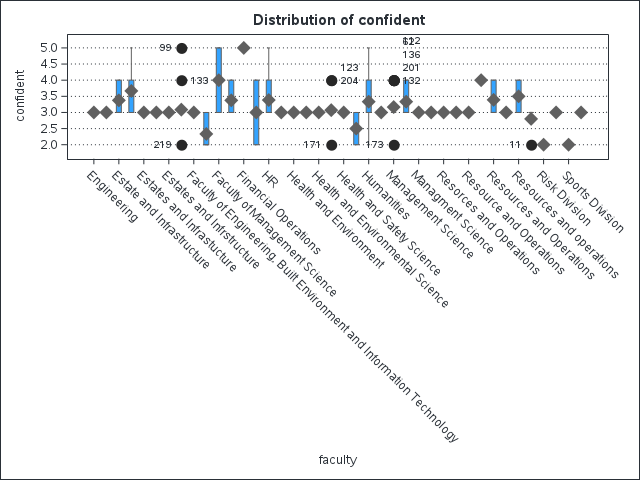 Distribution of confident
confident
5.0
4.5
4.0
3.5
3.0
2.5
2.0
99
133
219
123
204
171
112
136
201
132
173
11
Engineering
Estate and Infrastructure
Estates and Infrastucture
Estates and Infrstructure
Faculty of Engineering, Built Environment and Information Technology
Faculty of Management Science
Financial Operations
HR
Health and Environment
Health and Environmental Science
Health and Safety Science
Humanities
Management Science
Managment Science
Resorces and Operations
Resource and Operations
Resources and Operations
Resources and operations
Risk Division
Sports Division
faculty